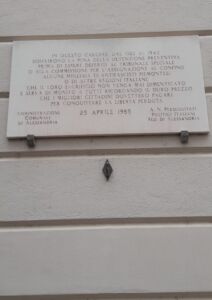 IN QUESTO CARCERE DAL 1927 AL 1943
SOFFRIRONO LA PENA DELLA DETENZIONE PREVENTIVA
PRIMA DI ESSERE DEFERITI AL TRIBUNALE SPECIALE
O ALLA COMMISSIONE PER L'ASSEGNAZIONE AL CONFINO
ALCUNE MIGLIAIA DI ANTIFASCISTI PIEMONTESI
O DI ALTRE REGIONI ITALIANE
CHE IL LORO SACRIFICIO NON VENGA MAI DIMENTICATO
E SERVA DI MONITO A TUTTI RICORDANDO IL DURO PREZZO
CHE I MIGLIORI CITTADINI DOVETTERO PAGARE
PER CONQUISTARE LA LIBERTÀ PERDUTA
AMMINISTRAZIONE
COMUNALE
DI ALESSANDRIA
25 APRILE 1985
A. N. PERSEGUITATI
POLITICI ITALIANI
DI ALESSANDRIA